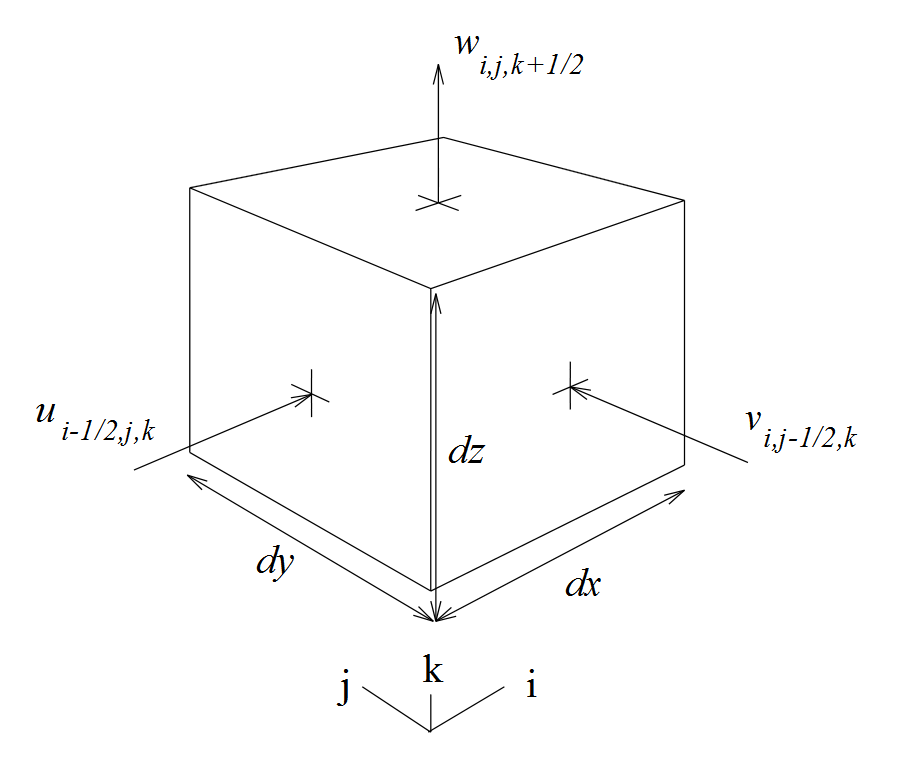 w i,j,k+1/2
u i-1/2,j,k
v i,j-1/2,k
dz
dy
dx
j k i